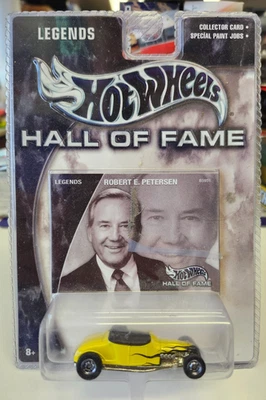 LEGENDS
COLLECTOR CARD •
SPECIAL PAINT JOBS •
HOT WHEELS
HALL OF FAME
LEGENDS
ROBERT E. PETERSEN
HOT WHEELS
HALL OF FAME
8+